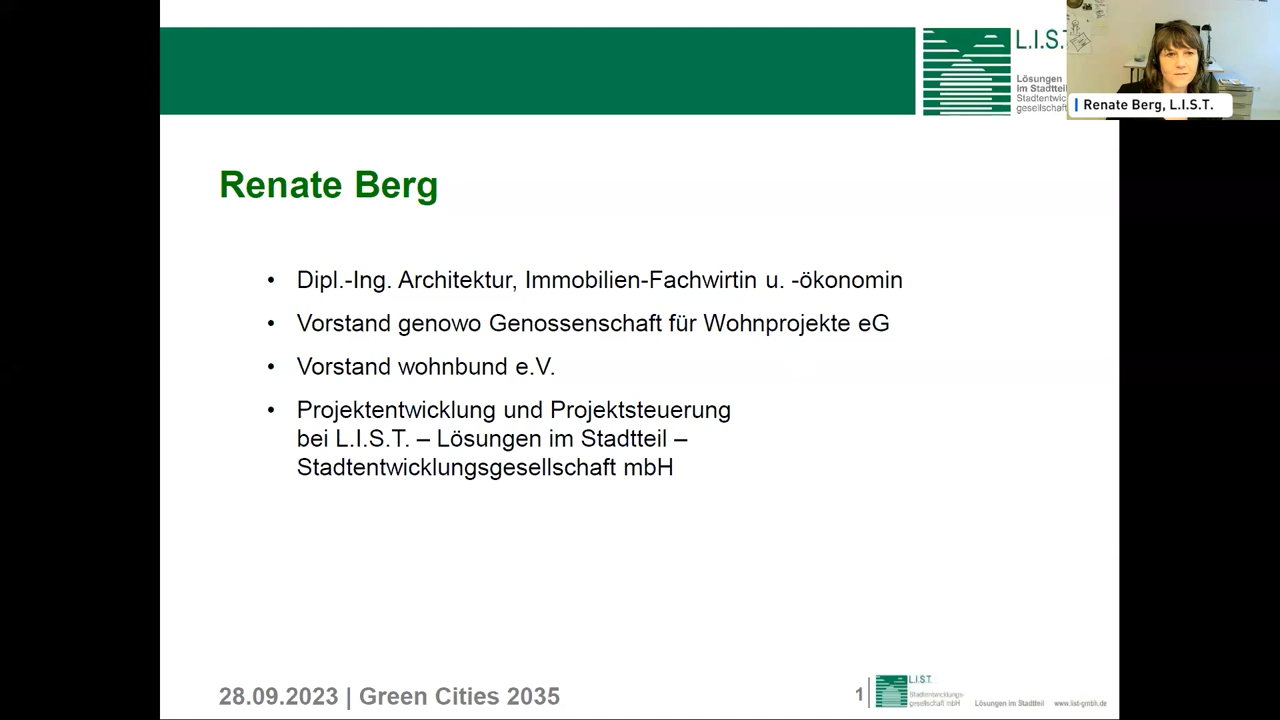 L.I.S.
Lösungen
im Stadtteil
Stadtentwic
gesellschaft
Renate Berg, L.I.S.T.
Renate Berg
• Dipl.-Ing. Architektur, Immobilien-Fachwirtin u. -ökonomin
• Vorstand genowo Genossenschaft für Wohnprojekte eG
• Vorstand wohnbund e.V.
• Projektentwicklung und Projektsteuerung
bei L.I.S.T. – Lösungen im Stadtteil –
Stadtentwicklungsgesellschaft mbH
28.09.2023 | Green Cities 2035
1
L.I.S.T.
Stadtentwicklungs-
gesellschaft mbH
Lösungen im Stadtteil
www.list-gmbh.de